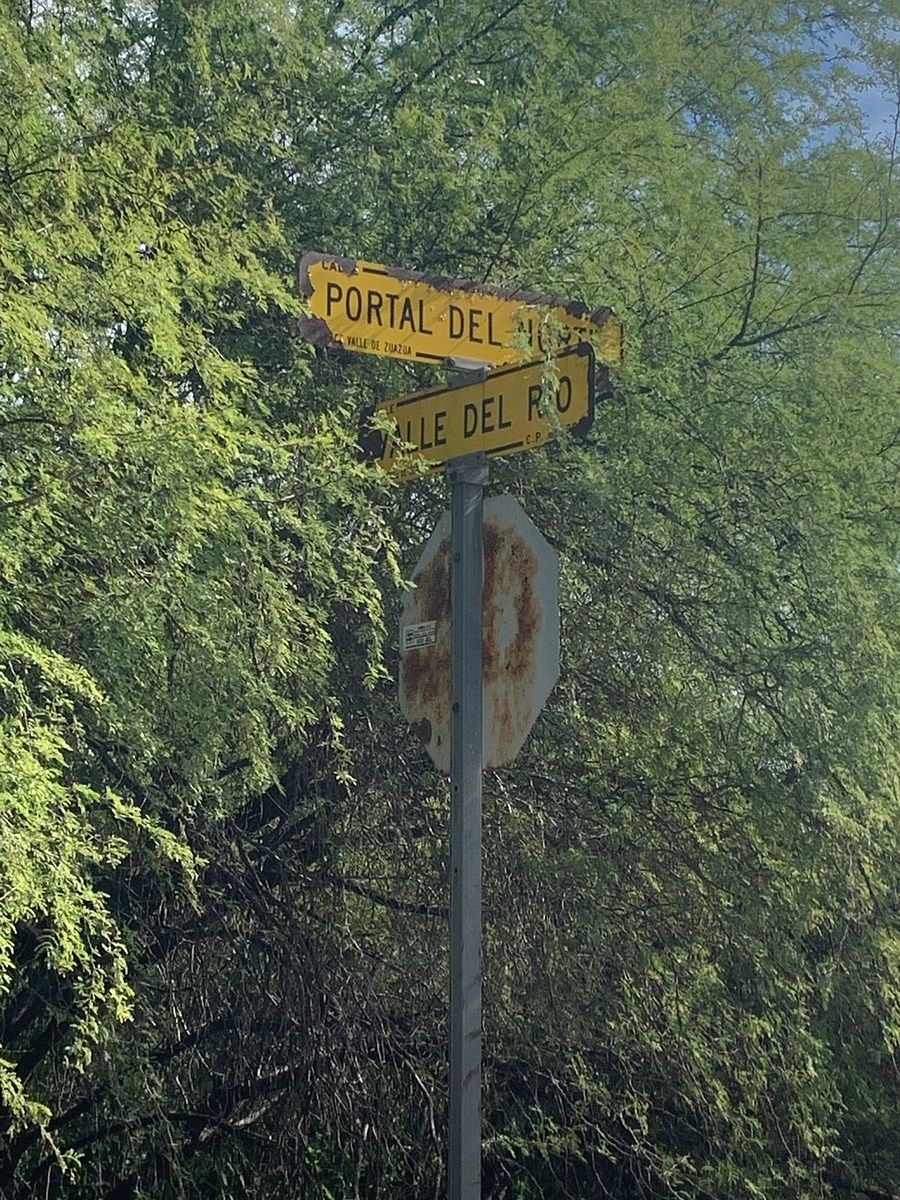 PORTAL DEL NORTE
VALLE DE ZUAZUA
VALLE DEL RIO
C.P.